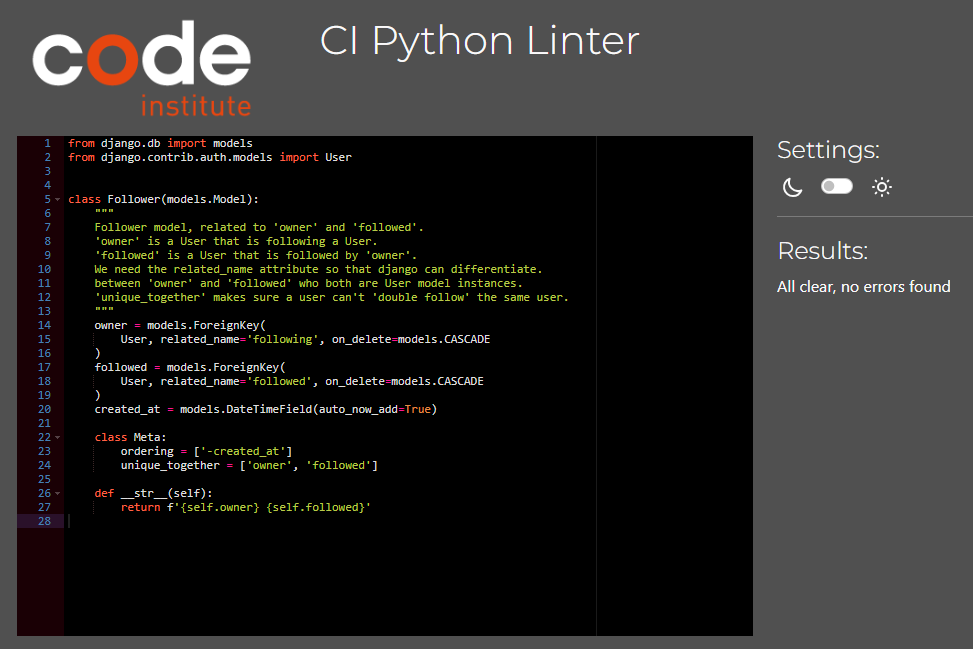 code
institute
CI Python Linter
1 from django.db import models
2 from django.contrib.auth.models import User
3
4
5 class Follower(models.Model):
6 """
7 Follower model, related to 'owner' and 'followed'.
8 'owner' is a User that is following a User.
9 'followed' is a User that is followed by 'owner'.
10 We need the related_name attribute so that django can differentiate.
11 between 'owner' and 'followed' who both are User model instances.
12 'unique_together' makes sure a user can't 'double follow' the same user.
13 """
14 owner = models.ForeignKey(
15 User, related_name='following', on_delete=models.CASCADE
16 )
17 followed = models.ForeignKey(
18 User, related_name='followed', on_delete=models.CASCADE
19 )
20 created_at = models.DateTimeField(auto_now_add=True)
21
22 class Meta:
23 ordering = ['-created_at']
24 unique_together = ['owner', 'followed']
25
26 def __str__(self):
27 return f'{self.owner} {self.followed}'
28
Settings:
Results:
All clear, no errors found